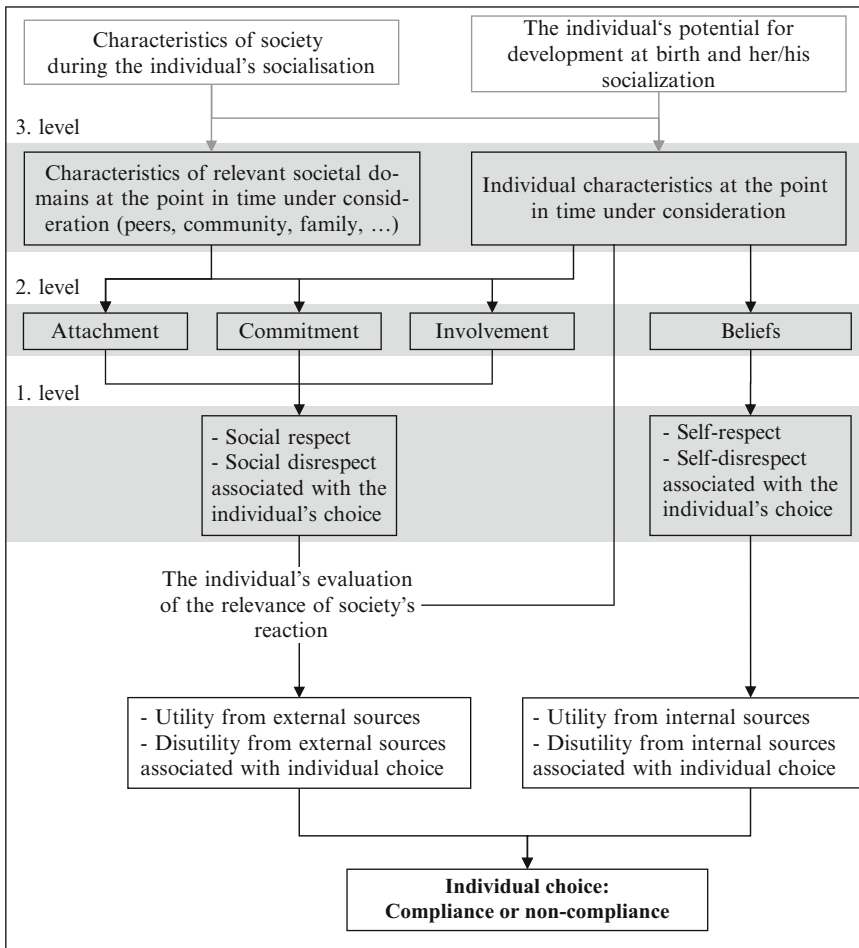 Characteristics of society
during the individual's socialisation
The individual‘s potential for
development at birth and her/his
socialization
3. level
Characteristics of relevant societal do-
mains at the point in time under consid-
eration (peers, community, family, …)
Individual characteristics at the point
in time under consideration
2. level
Attachment
Commitment
Involvement
Beliefs
1. level
- Social respect
- Social disrespect
associated with the
individual’s choice
- Self-respect
- Self-disrespect
associated with the
individual’s choice
The individual’s evaluation
of the relevance of society’s
reaction
- Utility from external sources
- Disutility from external sources
associated with individual choice
- Utility from internal sources
- Disutility from internal sources
associated with individual choice
Individual choice:
Compliance or non-compliance